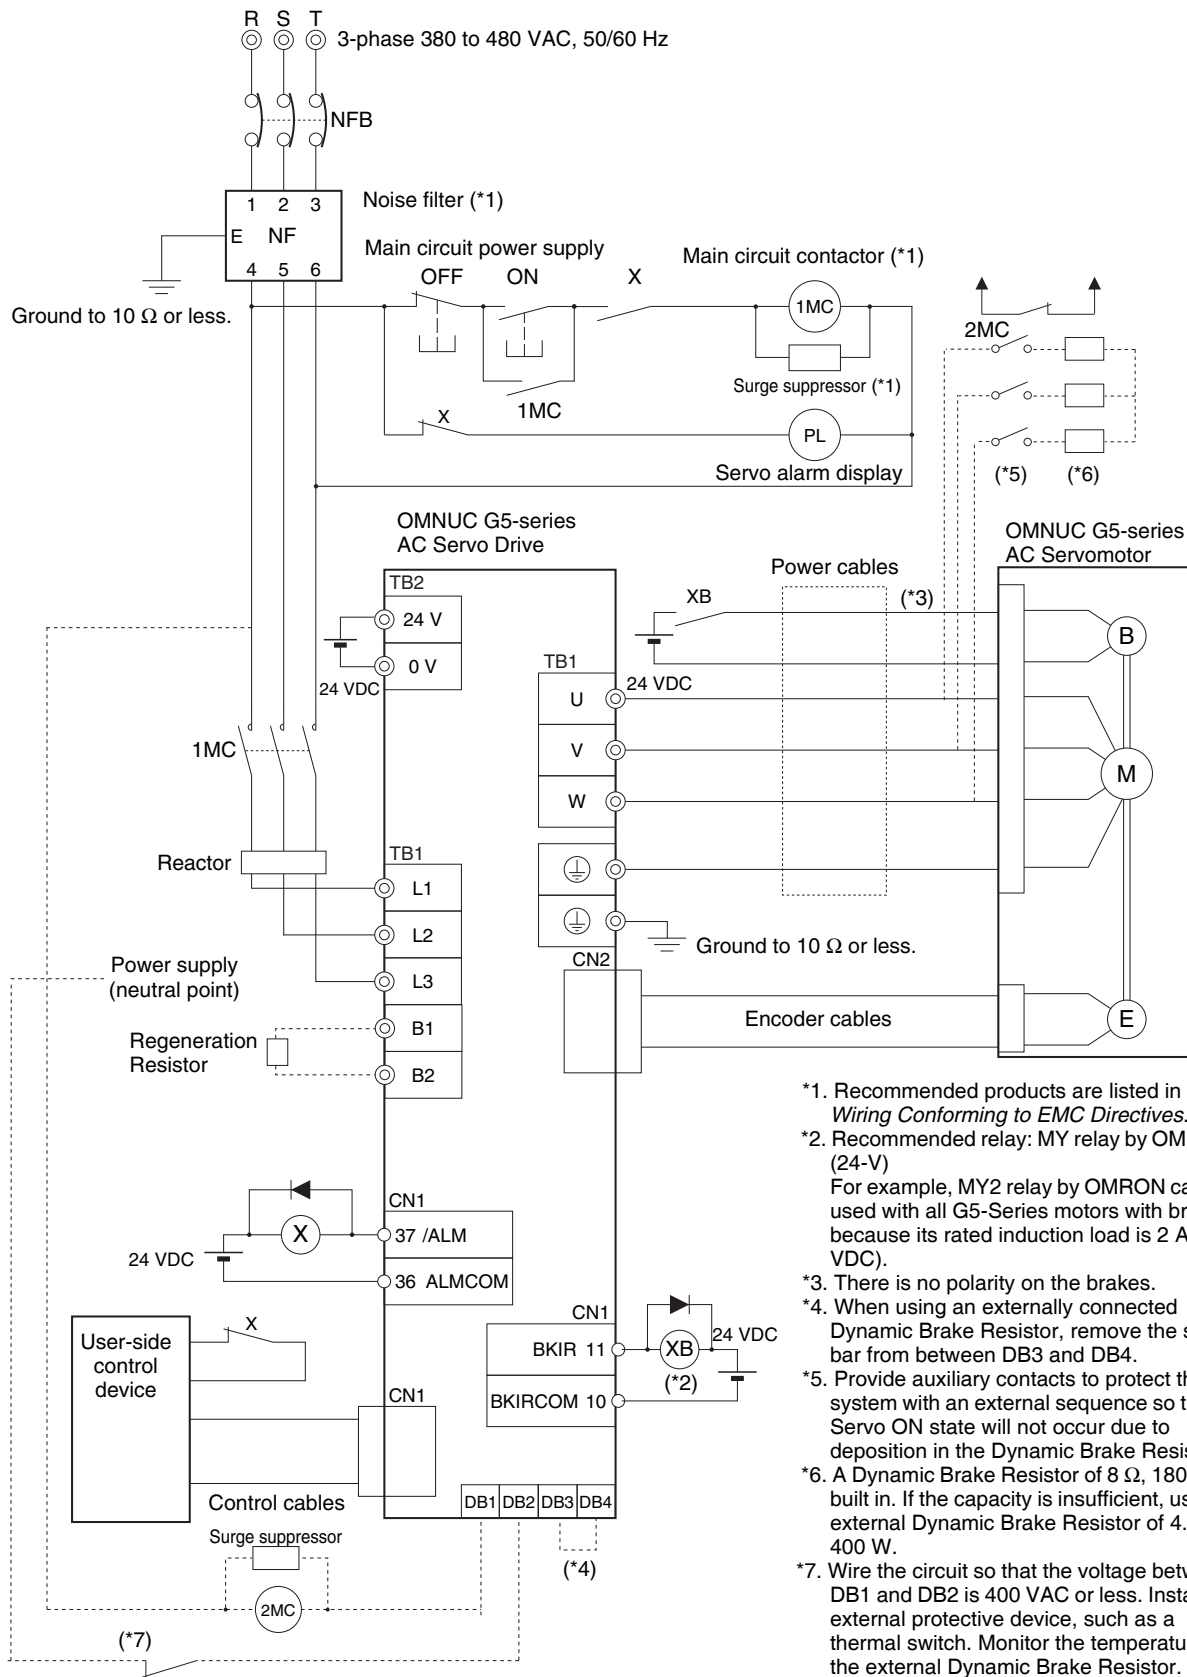 R S T
3-phase 380 to 480 VAC, 50/60 Hz
NFB
1 2 3
Noise filter (*1)
E NF
4 5 6
Ground to 10 Ω or less.
Main circuit power supply
OFF ON X
Main circuit contactor (*1)
1MC
Surge suppressor (*1)
1MC
X
PL
Servo alarm display
2MC
(*5) (*6)
OMNUC G5-series
AC Servo Drive
OMNUC G5-series
AC Servomotor
TB2
24 V
0 V
24 VDC
Power cables
(*3)
XB
24 VDC
B
TB1
U
V
W
M
1MC
Reactor
TB1
L1
L2
L3
B1
B2
Ground to 10 Ω or less.
CN2
Encoder cables
E
Power supply
(neutral point)
Regeneration
Resistor
CN1
X
24 VDC
37 /ALM
36 ALMCOM
CN1
BKIR 11
BKIRCOM 10
XB
(*2)
24 VDC
User-side
control
device
X
CN1
Control cables
DB1 DB2 DB3 DB4
(*4)
Surge suppressor
2MC
(*7)
*1. Recommended products are listed in
Wiring Conforming to EMC Directives.
*2. Recommended relay: MY relay by
(24-V)
For example, MY2 relay by OMRON
used with all G5-Series motors with
because its rated induction load is 2
VDC).
*3. There is no polarity on the brakes.
*4. When using an externally connected
Dynamic Brake Resistor, remove the
bar from between DB3 and DB4.
*5. Provide auxiliary contacts to protect
system with an external sequence so
Servo ON state will not occur due to
deposition in the Dynamic Brake
*6. A Dynamic Brake Resistor of 8 Ω, 180
built in. If the capacity is insufficient,
external Dynamic Brake Resistor of
400 W.
*7. Wire the circuit so that the voltage
DB1 and DB2 is 400 VAC or less.
external protective device, such as a
thermal switch. Monitor the
the external Dynamic Brake Resistor.